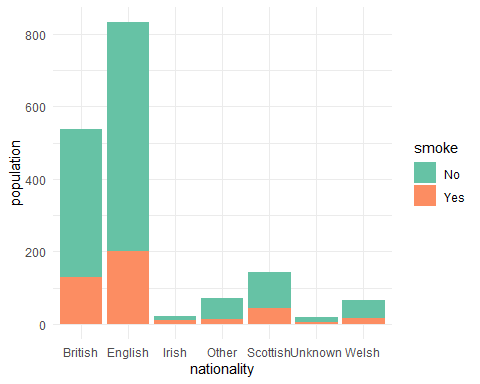 800
600
400
200
0
population
British English Irish Other Scottish Unknown Welsh
nationality
smoke
No
Yes